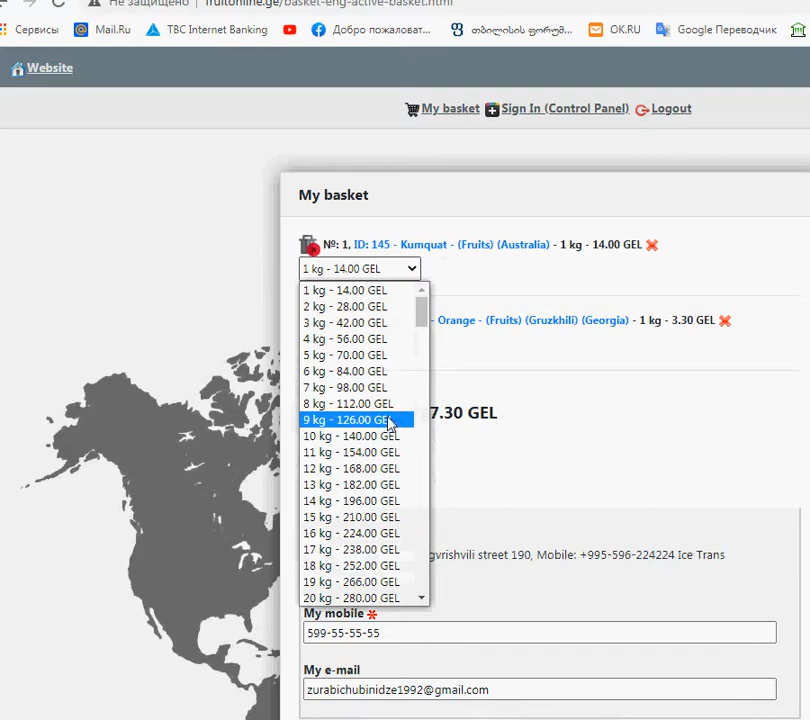 Не защищено | fruitonline.ge/basket-eng-active-basket.html
Сервисы Mail.Ru TBC Internet Banking Добро пожаловат... თბილისის ფორუმ... OK.RU Google Переводчик
Website
My basket Sign In (Control Panel) Logout
My basket
№: 1, ID: 145 - Kumquat - (Fruits) (Australia) - 1 kg - 14.00 GEL
1 kg - 14.00 GEL
1 kg - 14.00 GEL
2 kg - 28.00 GEL
3 kg - 42.00 GEL
- Orange - (Fruits) (Gruzkhili) (Georgia) - 1 kg - 3.30 GEL
4 kg - 56.00 GEL
5 kg - 70.00 GEL
6 kg - 84.00 GEL
7 kg - 98.00 GEL
8 kg - 112.00 GEL
7.30 GEL
9 kg - 126.00 GEL
10 kg - 140.00 GEL
11 kg - 154.00 GEL
12 kg - 168.00 GEL
13 kg - 182.00 GEL
14 kg - 196.00 GEL
15 kg - 210.00 GEL
16 kg - 224.00 GEL
17 kg - 238.00 GEL
gvrishvili street 190, Mobile: +995-596-224224 Ice Trans
18 kg - 252.00 GEL
19 kg - 266.00 GEL
20 kg - 280.00 GEL
My mobile *
599-55-55-55
My e-mail
zurabichubinidze1992@gmail.com